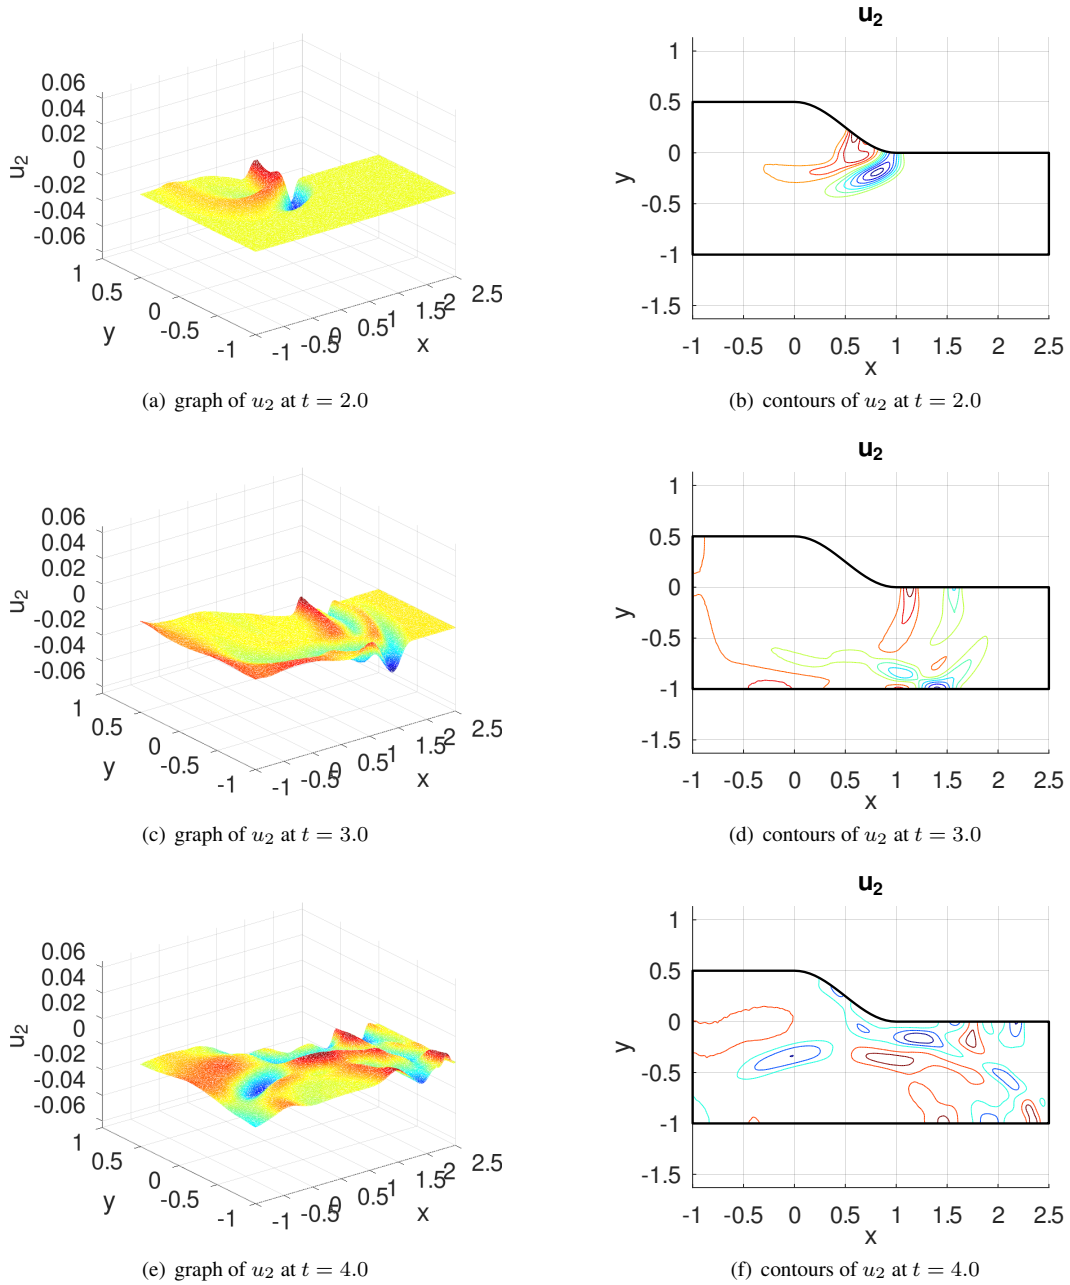 u2
0.06
0.04
0.02
0
-0.02
-0.04
-0.06
1
0.5
0
-0.5
-1
y
-1
-0.5
0
0.5
1
1.5
2
2.5
x
(a) graph of u2 at t = 2.0
u2
1
0.5
0
-0.5
-1
-1.5
y
-1 -0.5 0 0.5 1 1.5 2 2.5
x
(b) contours of u2 at t = 2.0
u2
0.06
0.04
0.02
0
-0.02
-0.04
-0.06
1
0.5
0
-0.5
-1
y
-1
-0.5
0
0.5
1
1.5
2
2.5
x
(c) graph of u2 at t = 3.0
u2
1
0.5
0
-0.5
-1
-1.5
y
-1 -0.5 0 0.5 1 1.5 2 2.5
x
(d) contours of u2 at t = 3.0
u2
0.06
0.04
0.02
0
-0.02
-0.04
-0.06
1
0.5
0
-0.5
-1
y
-1
-0.5
0
0.5
1
1.5
2
2.5
x
(e) graph of u2 at t = 4.0
u2
1
0.5
0
-0.5
-1
-1.5
y
-1 -0.5 0 0.5 1 1.5 2 2.5
x
(f) contours of u2 at t = 4.0